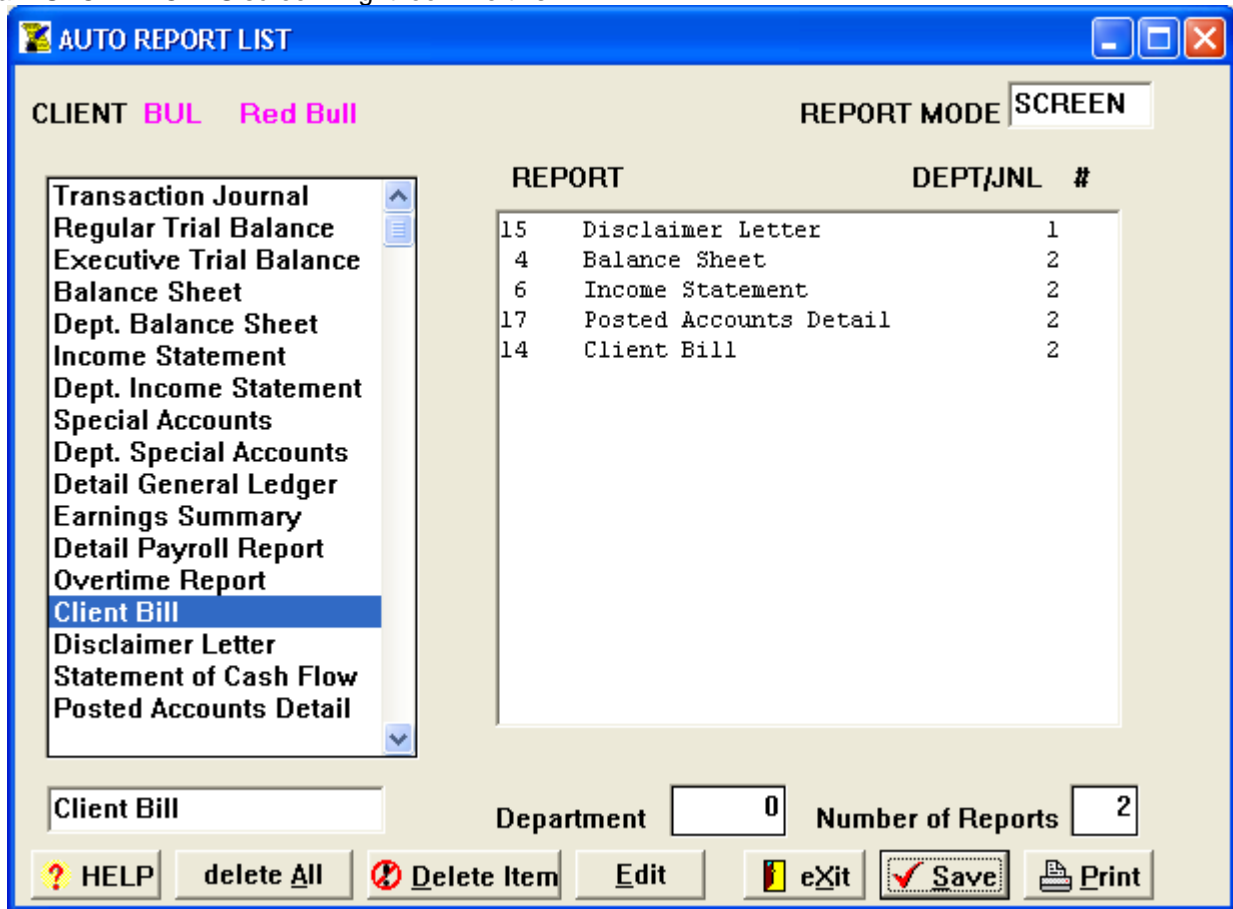 AUTO REPORT LIST
CLIENT BUL Red Bull
REPORT MODE SCREEN
Transaction Journal
Regular Trial Balance
Executive Trial Balance
Balance Sheet
Dept. Balance Sheet
Income Statement
Dept. Income Statement
Special Accounts
Dept. Special Accounts
Detail General Ledger
Earnings Summary
Detail Payroll Report
Overtime Report
Client Bill
Disclaimer Letter
Statement of Cash Flow
Posted Accounts Detail
Client Bill
REPORT DEPT/JNL #
15 Disclaimer Letter 1
4 Balance Sheet 2
6 Income Statement 2
17 Posted Accounts Detail 2
14 Client Bill 2
Department 0 Number of Reports 2
? HELP delete All Delete Item Edit eXit Save Print